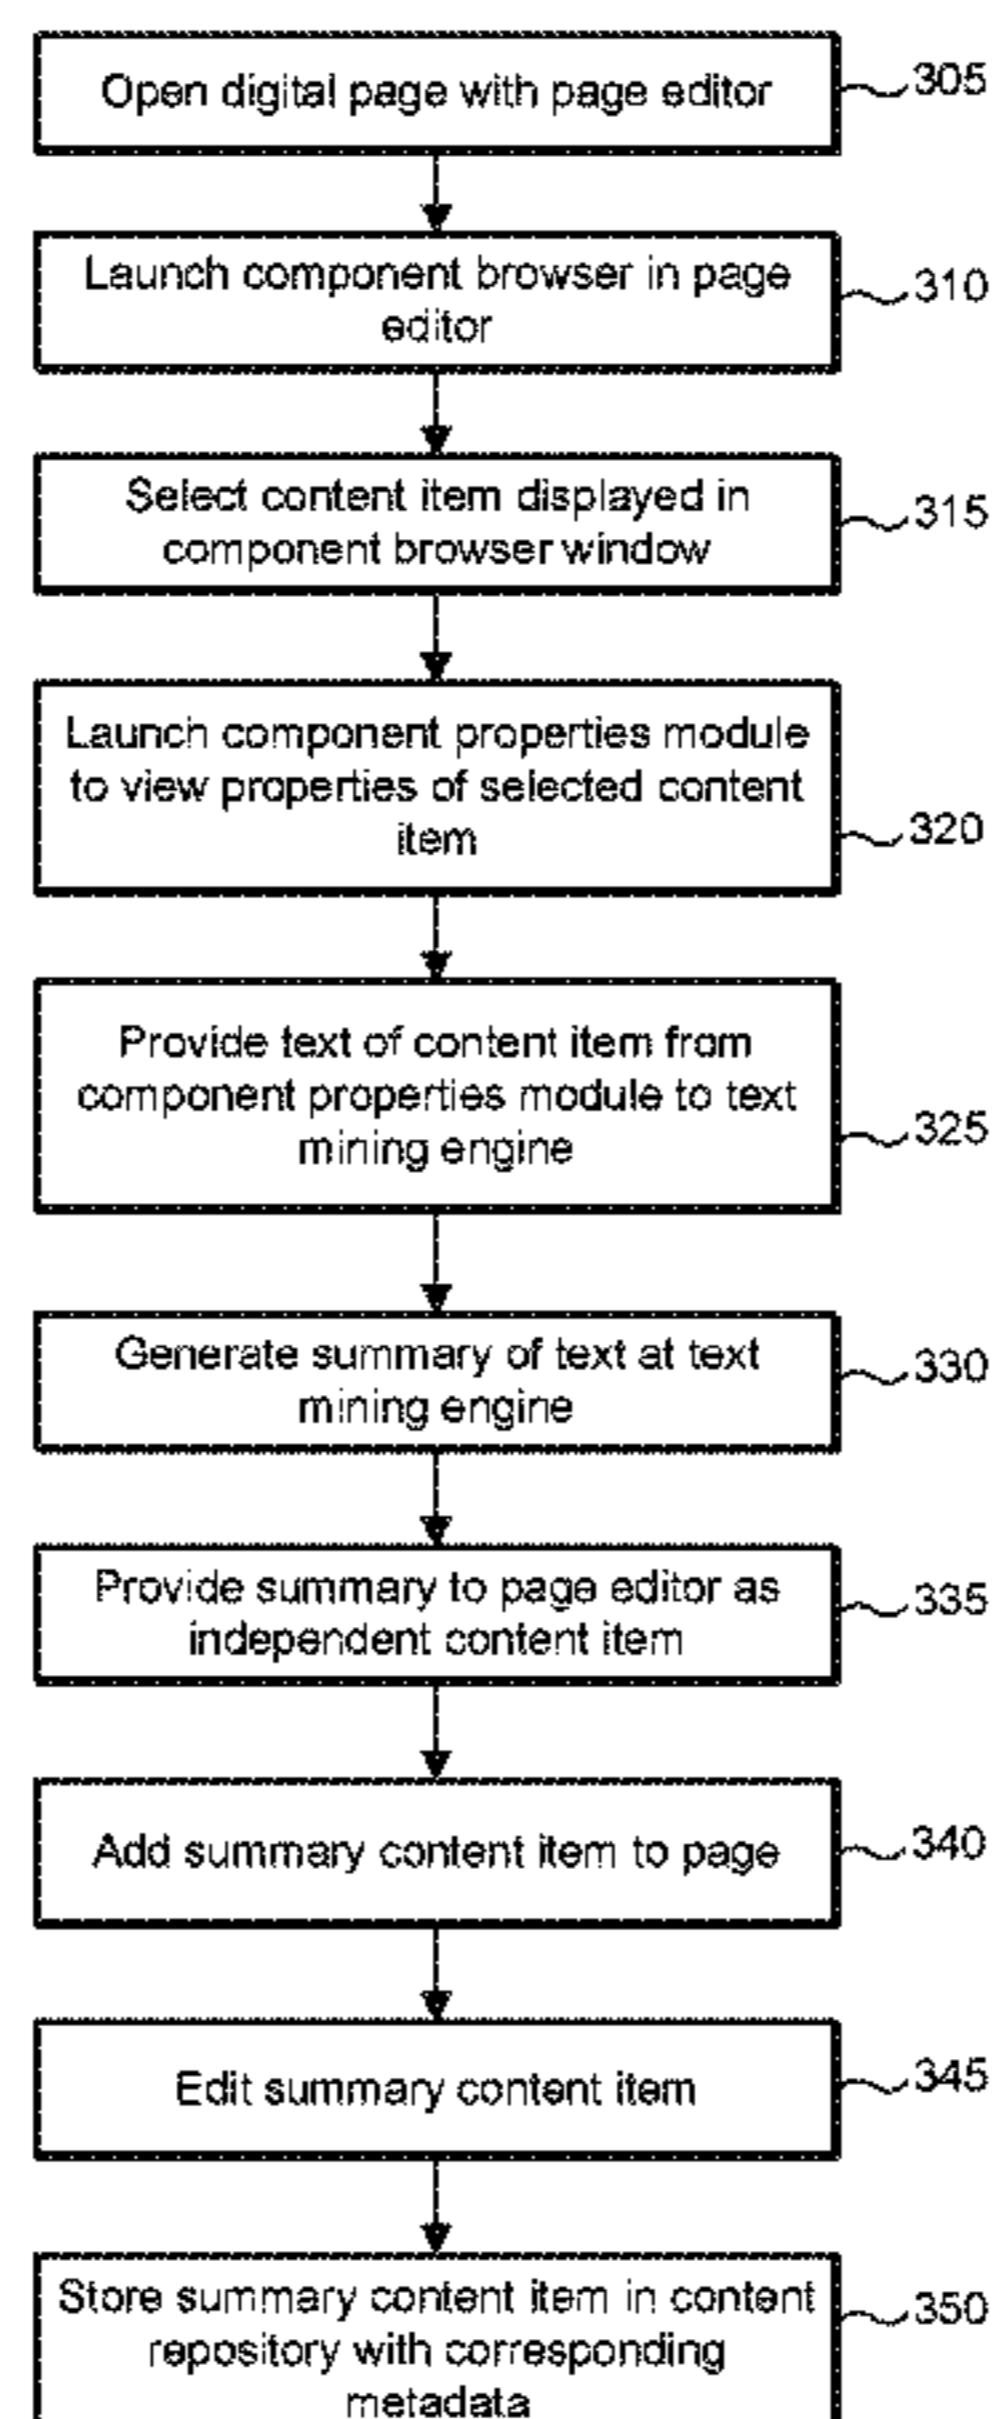 Open digital page with page editor
305
Launch component browser in page
editor
310
Select content item displayed in
component browser window
315
Launch component properties module
to view properties of selected content
item
320
Provide text of content item from
component properties module to text
mining engine
325
Generate summary of text at text
mining engine
330
Provide summary to page editor as
independent content item
335
Add summary content item to page
340
Edit summary content item
345
Store summary content item in content
repository with corresponding
metadata
350